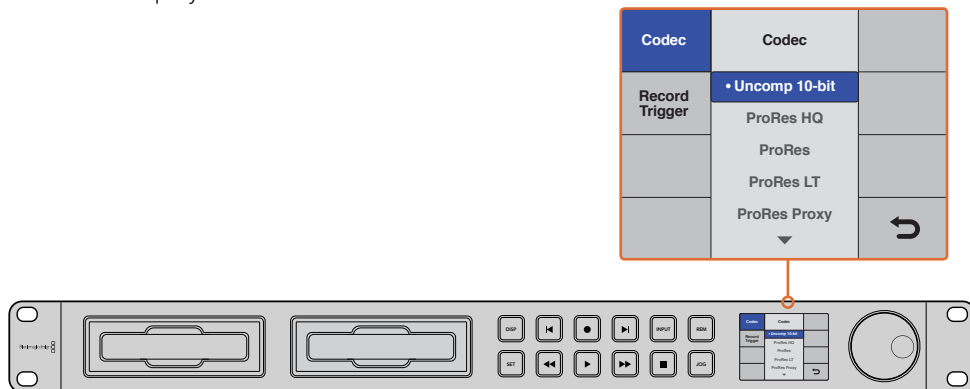 Codec
Codec
Record
Trigger
• Uncomp 10-bit
ProRes HQ
ProRes
ProRes LT
ProRes Proxy
DISP
INPUT
REM
SET
JOG
Codec
Codec
Record
Trigger
• Uncomp 10-bit
ProRes HQ
ProRes
ProRes LT
ProRes Proxy